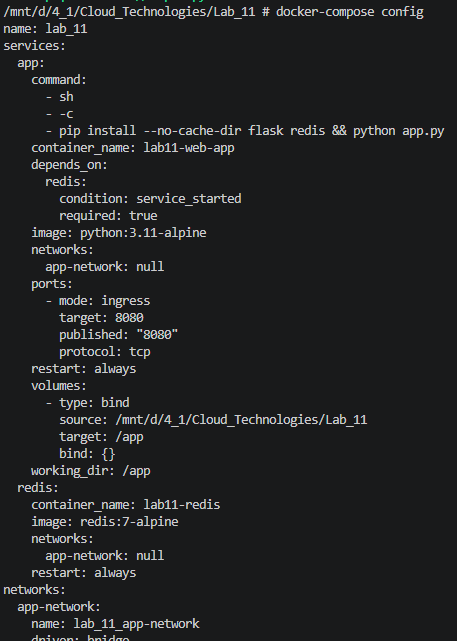 /mnt/d/4_1/Cloud_Technologies/Lab_11 # docker-compose config
name: lab_11
services:
  app:
    command:
      - sh
      - -c
      - pip install --no-cache-dir flask redis && python app.py
    container_name: lab11-web-app
    depends_on:
      redis:
        condition: service_started
        required: true
    image: python:3.11-alpine
    networks:
      app-network: null
    ports:
      - mode: ingress
        target: 8080
        published: "8080"
        protocol: tcp
    restart: always
    volumes:
      - type: bind
        source: /mnt/d/4_1/Cloud_Technologies/Lab_11
        target: /app
        bind: {}
    working_dir: /app
  redis:
    container_name: lab11-redis
    image: redis:7-alpine
    networks:
      app-network: null
    restart: always
networks:
  app-network:
    name: lab_11_app-network
    driver: bridge